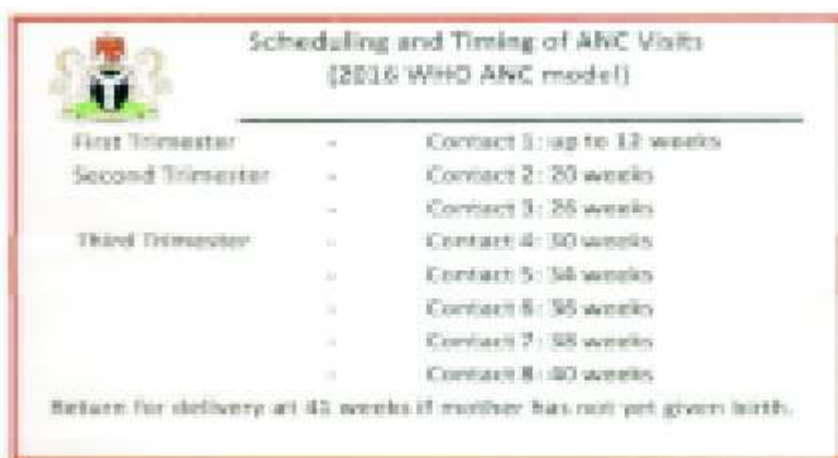 Scheduling and Timing of ANC Visits
(2016 WHO ANC model)
First Trimester - Contact 1: up to 12 weeks
Second Trimester - Contact 2: 20 weeks
- Contact 3: 26 weeks
Third Trimester - Contact 4: 30 weeks
- Contact 5: 34 weeks
- Contact 6: 36 weeks
- Contact 7: 38 weeks
- Contact 8: 40 weeks
Return for delivery at 41 weeks if mother has not yet given birth.